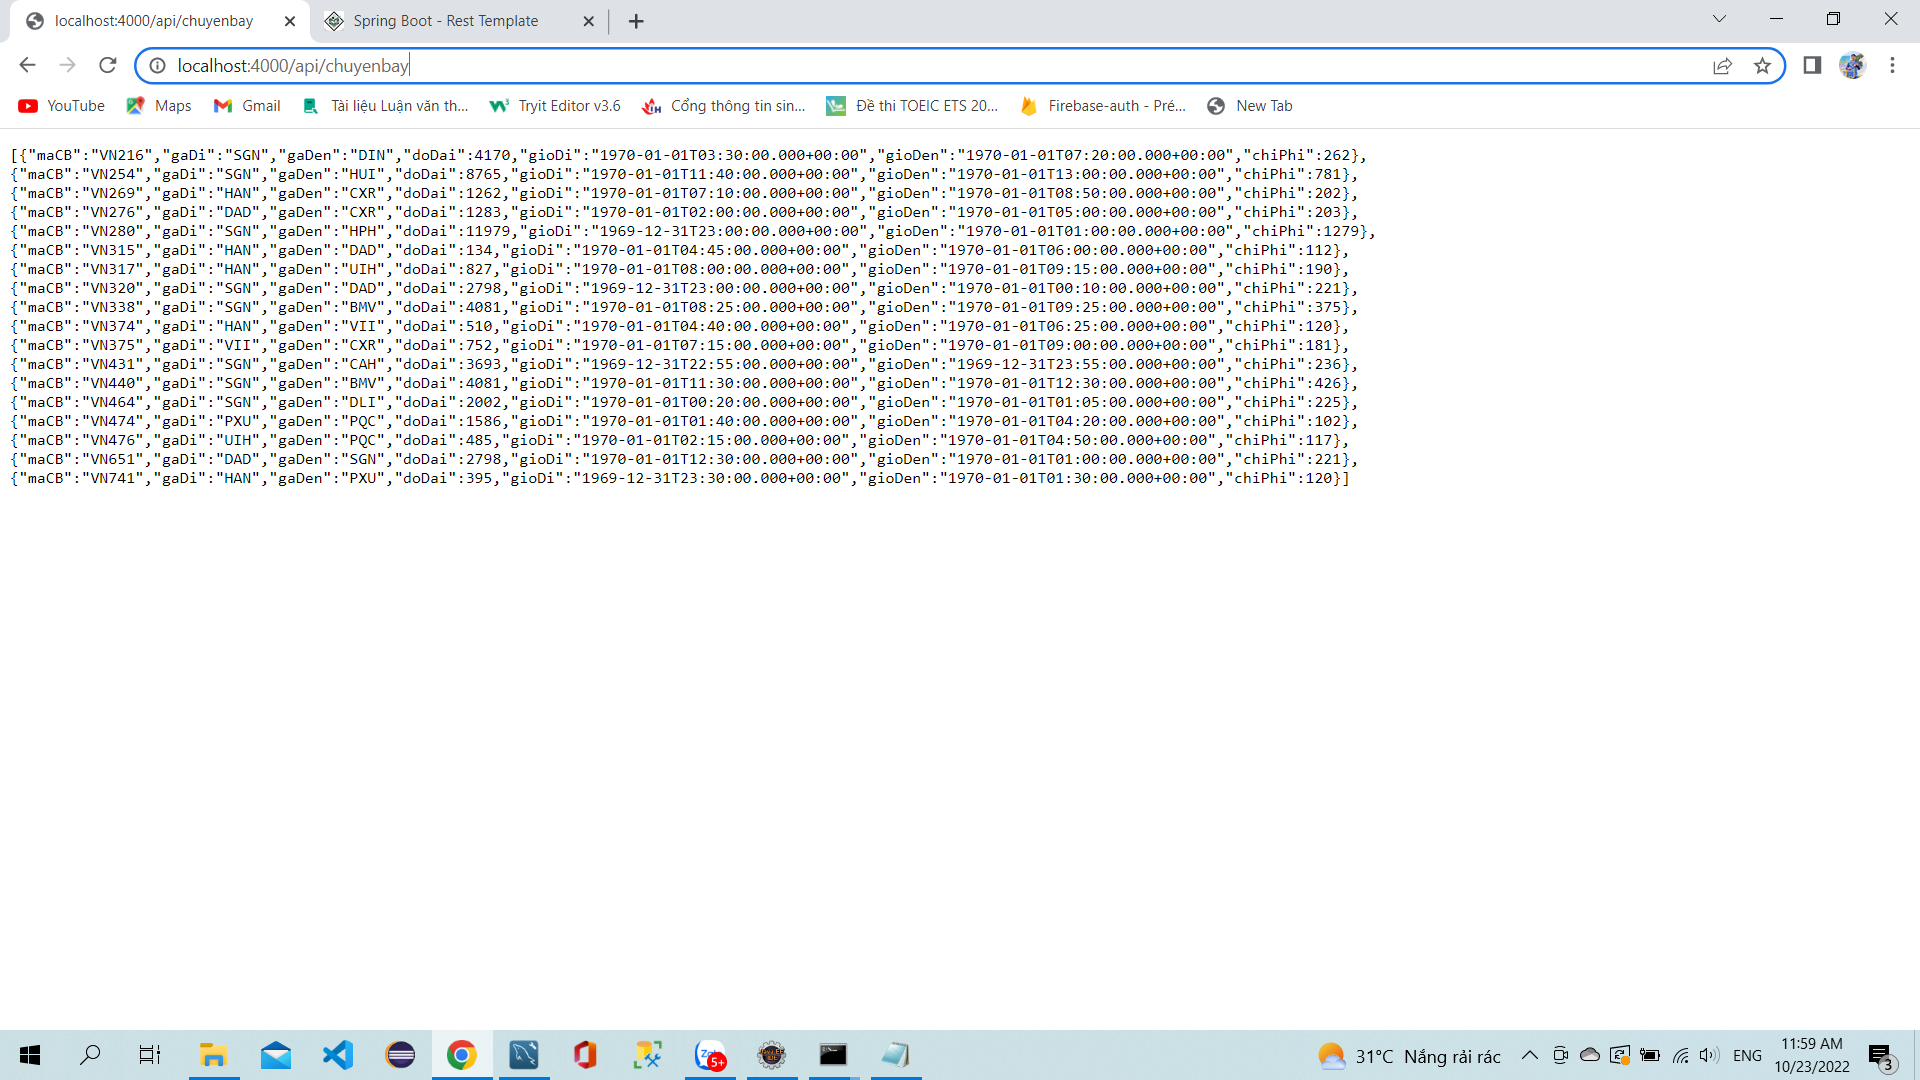 localhost:4000/api/chuyenbay
Spring Boot - Rest Template
localhost:4000/api/chuyenbay
YouTube Maps Gmail Tài liệu Luận văn th... Tryit Editor v3.6 Cổng thông tin sin... Đề thi TOEIC ETS 20... Firebase-auth - Pré... New Tab
[{"maCB":"VN216","gaDi":"SGN","gaDen":"DIN","doDai":4170,"gioDi":"1970-01-01T03:30:00.000+00:00","gioDen":"1970-01-01T07:20:00.000+00:00","chiPhi":262},
{"maCB":"VN254","gaDi":"SGN","gaDen":"HUI","doDai":8765,"gioDi":"1970-01-01T11:40:00.000+00:00","gioDen":"1970-01-01T13:00:00.000+00:00","chiPhi":781},
{"maCB":"VN269","gaDi":"HAN","gaDen":"CXR","doDai":1262,"gioDi":"1970-01-01T07:10:00.000+00:00","gioDen":"1970-01-01T08:50:00.000+00:00","chiPhi":202},
{"maCB":"VN276","gaDi":"DAD","gaDen":"CXR","doDai":1283,"gioDi":"1970-01-01T02:00:00.000+00:00","gioDen":"1970-01-01T05:00:00.000+00:00","chiPhi":203},
{"maCB":"VN280","gaDi":"SGN","gaDen":"HPH","doDai":11979,"gioDi":"1969-12-31T23:00:00.000+00:00","gioDen":"1970-01-01T01:00:00.000+00:00","chiPhi":1279},
{"maCB":"VN315","gaDi":"HAN","gaDen":"DAD","doDai":134,"gioDi":"1970-01-01T04:45:00.000+00:00","gioDen":"1970-01-01T06:00:00.000+00:00","chiPhi":112},
{"maCB":"VN317","gaDi":"HAN","gaDen":"UIH","doDai":827,"gioDi":"1970-01-01T08:00:00.000+00:00","gioDen":"1970-01-01T09:15:00.000+00:00","chiPhi":190},
{"maCB":"VN320","gaDi":"SGN","gaDen":"DAD","doDai":2798,"gioDi":"1969-12-31T23:00:00.000+00:00","gioDen":"1970-01-01T00:10:00.000+00:00","chiPhi":221},
{"maCB":"VN338","gaDi":"SGN","gaDen":"BMV","doDai":4081,"gioDi":"1970-01-01T08:25:00.000+00:00","gioDen":"1970-01-01T09:25:00.000+00:00","chiPhi":375},
{"maCB":"VN374","gaDi":"HAN","gaDen":"VII","doDai":510,"gioDi":"1970-01-01T04:40:00.000+00:00","gioDen":"1970-01-01T06:25:00.000+00:00","chiPhi":120},
{"maCB":"VN375","gaDi":"VII","gaDen":"CXR","doDai":752,"gioDi":"1970-01-01T07:15:00.000+00:00","gioDen":"1970-01-01T09:00:00.000+00:00","chiPhi":181},
{"maCB":"VN431","gaDi":"SGN","gaDen":"CAH","doDai":3693,"gioDi":"1969-12-31T22:55:00.000+00:00","gioDen":"1969-12-31T23:55:00.000+00:00","chiPhi":236},
{"maCB":"VN440","gaDi":"SGN","gaDen":"BMV","doDai":4081,"gioDi":"1970-01-01T11:30:00.000+00:00","gioDen":"1970-01-01T12:30:00.000+00:00","chiPhi":426},
{"maCB":"VN464","gaDi":"SGN","gaDen":"DLI","doDai":2002,"gioDi":"1970-01-01T00:20:00.000+00:00","gioDen":"1970-01-01T01:05:00.000+00:00","chiPhi":225},
{"maCB":"VN474","gaDi":"PXU","gaDen":"PQC","doDai":1586,"gioDi":"1970-01-01T01:40:00.000+00:00","gioDen":"1970-01-01T04:20:00.000+00:00","chiPhi":102},
{"maCB":"VN476","gaDi":"UIH","gaDen":"PQC","doDai":485,"gioDi":"1970-01-01T02:15:00.000+00:00","gioDen":"1970-01-01T04:50:00.000+00:00","chiPhi":117},
{"maCB":"VN651","gaDi":"DAD","gaDen":"SGN","doDai":2798,"gioDi":"1970-01-01T12:30:00.000+00:00","gioDen":"1970-01-01T01:00:00.000+00:00","chiPhi":221},
{"maCB":"VN741","gaDi":"HAN","gaDen":"PXU","doDai":395,"gioDi":"1969-12-31T23:30:00.000+00:00","gioDen":"1970-01-01T01:30:00.000+00:00","chiPhi":120}]
5+
31°C Nắng rải rác
ENG
11:59 AM
10/23/2022
3